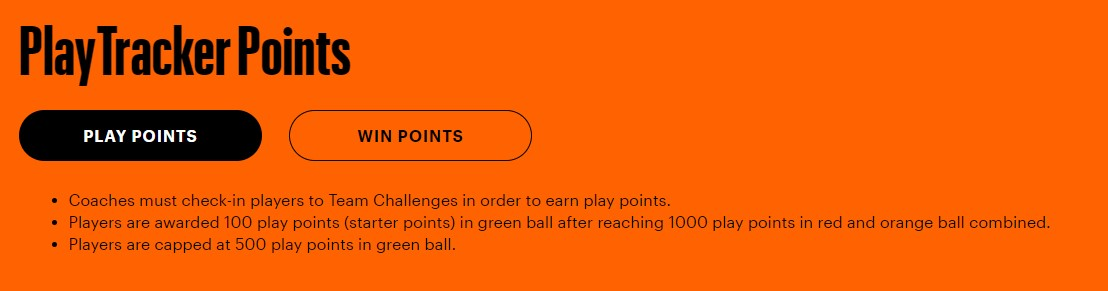 PlayTracker Points
PLAY POINTS
WIN POINTS
• Coaches must check-in players to Team Challenges in order to earn play points.
• Players are awarded 100 play points (starter points) in green ball after reaching 1000 play points in red and orange ball combined.
• Players are capped at 500 play points in green ball.